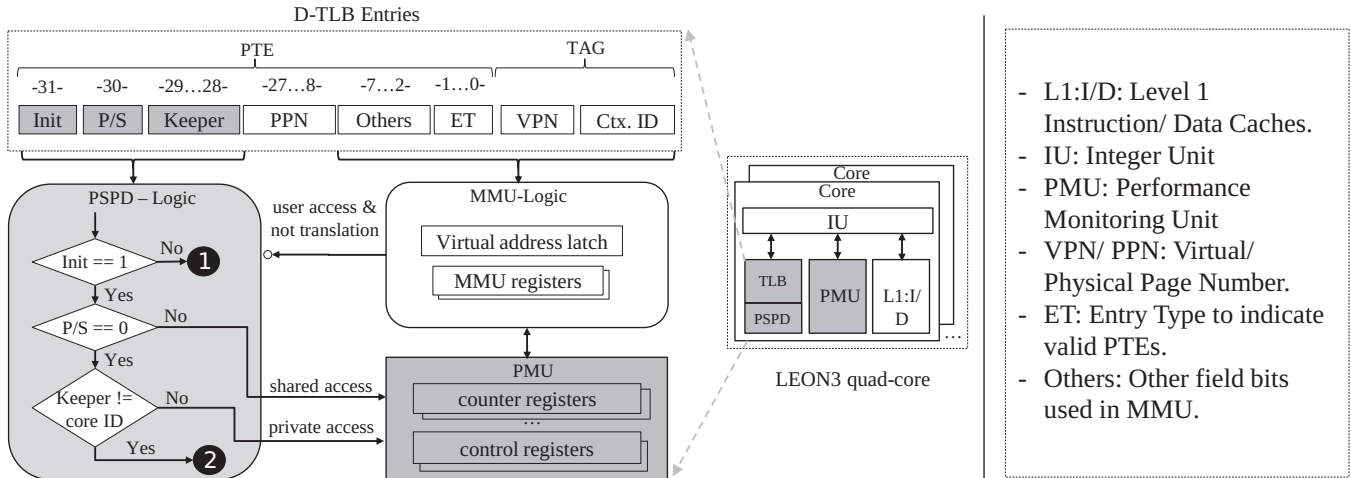 D-TLB Entries
PTE
TAG
-31-
-30-
-29...28-
-27...8-
-7...2-
-1...0-
Init
P/S
Keeper
PPN
Others
ET
VPN
Ctx. ID
PSPD – Logic
Init == 1
No
1
Yes
P/S == 0
No
Yes
Keeper !=
core ID
No
Yes
2
user access &
not translation
shared access
private access
MMU-Logic
Virtual address latch
MMU registers
PMU
counter registers
...
control registers
Core
Core
IU
TLB
PSPD
PMU
L1:I/
D
...
LEON3 quad-core
- L1:I/D: Level 1
Instruction/ Data Caches.
- IU: Integer Unit
- PMU: Performance
Monitoring Unit
- VPN/ PPN: Virtual/
Physical Page Number.
- ET: Entry Type to indicate
valid PTEs.
- Others: Other field bits
used in MMU.